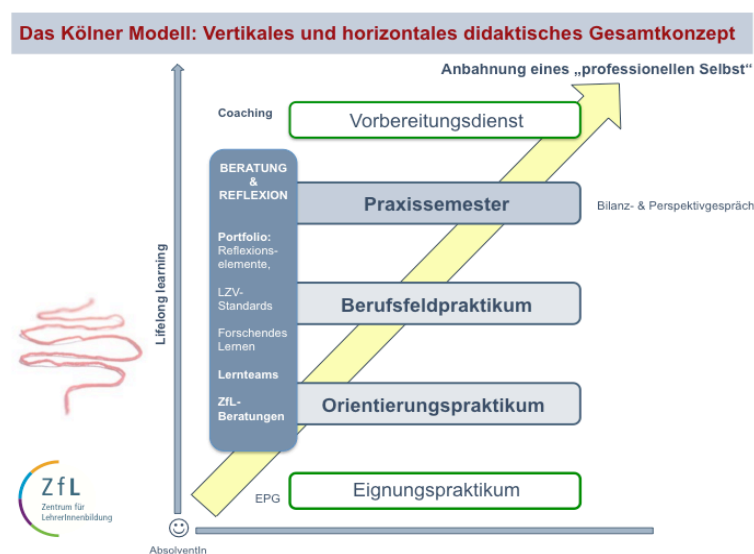 Das Kölner Modell: Vertikales und horizontales didaktisches Gesamtkonzept
Anbahnung eines „professionellen Selbst“
Coaching
Vorbereitungsdienst
BERATUNG
&
REFLEXION
Portfolio:
Reflexions-
elemente,
LZV-
Standards
Forschendes
Lernen
Lernteams
ZfL-
Beratungen
Praxissemester
Bilanz- & Perspektivgespräch
Berufsfeldpraktikum
Orientierungspraktikum
EPG
Eignungspraktikum
Lifelong learning
ZfL
Zentrum für
LehrerInnenbildung
AbsolventIn